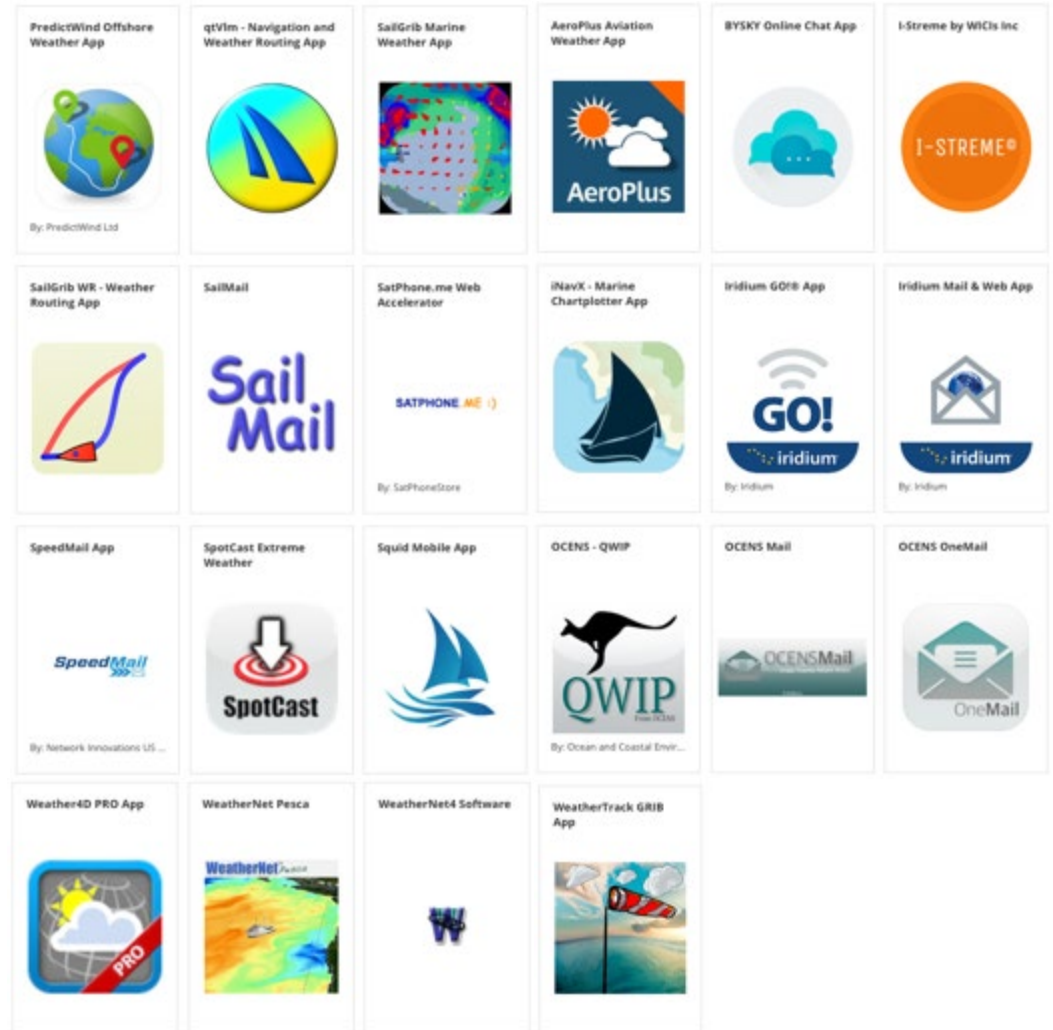 PredictWind Offshore
Weather App
By: PredictWind Ltd
qtVlm - Navigation and
Weather Routing App
SailGrib Marine
Weather App
AeroPlus Aviation
Weather App
AeroPlus
BYSKY Online Chat App
I-Streme by WICIs Inc
I-STREME©
SailGrib WR - Weather
Routing App
SailMail
Sail
Mail
SatPhone.me Web
Accelerator
SATPHONE.ME :)
By: SatPhoneStore
iNavX - Marine
Chartplotter App
Iridium GO!® App
GO!
iridium
By: Iridium
Iridium Mail & Web App
iridium
By: Iridium
SpeedMail App
SpeedMail
By: Network Innovations US ...
SpotCast Extreme
Weather
SpotCast
Squid Mobile App
OCENS - QWIP
QWIP
From OCENS
By: Ocean and Coastal Envir...
OCENS Mail
OCENSMail
OCENS OneMail
OneMail
Weather4D PRO App
PRO
WeatherNet Pesca
WeatherNet Pesca
WeatherNet4 Software
W
WeatherTrack GRIB
App